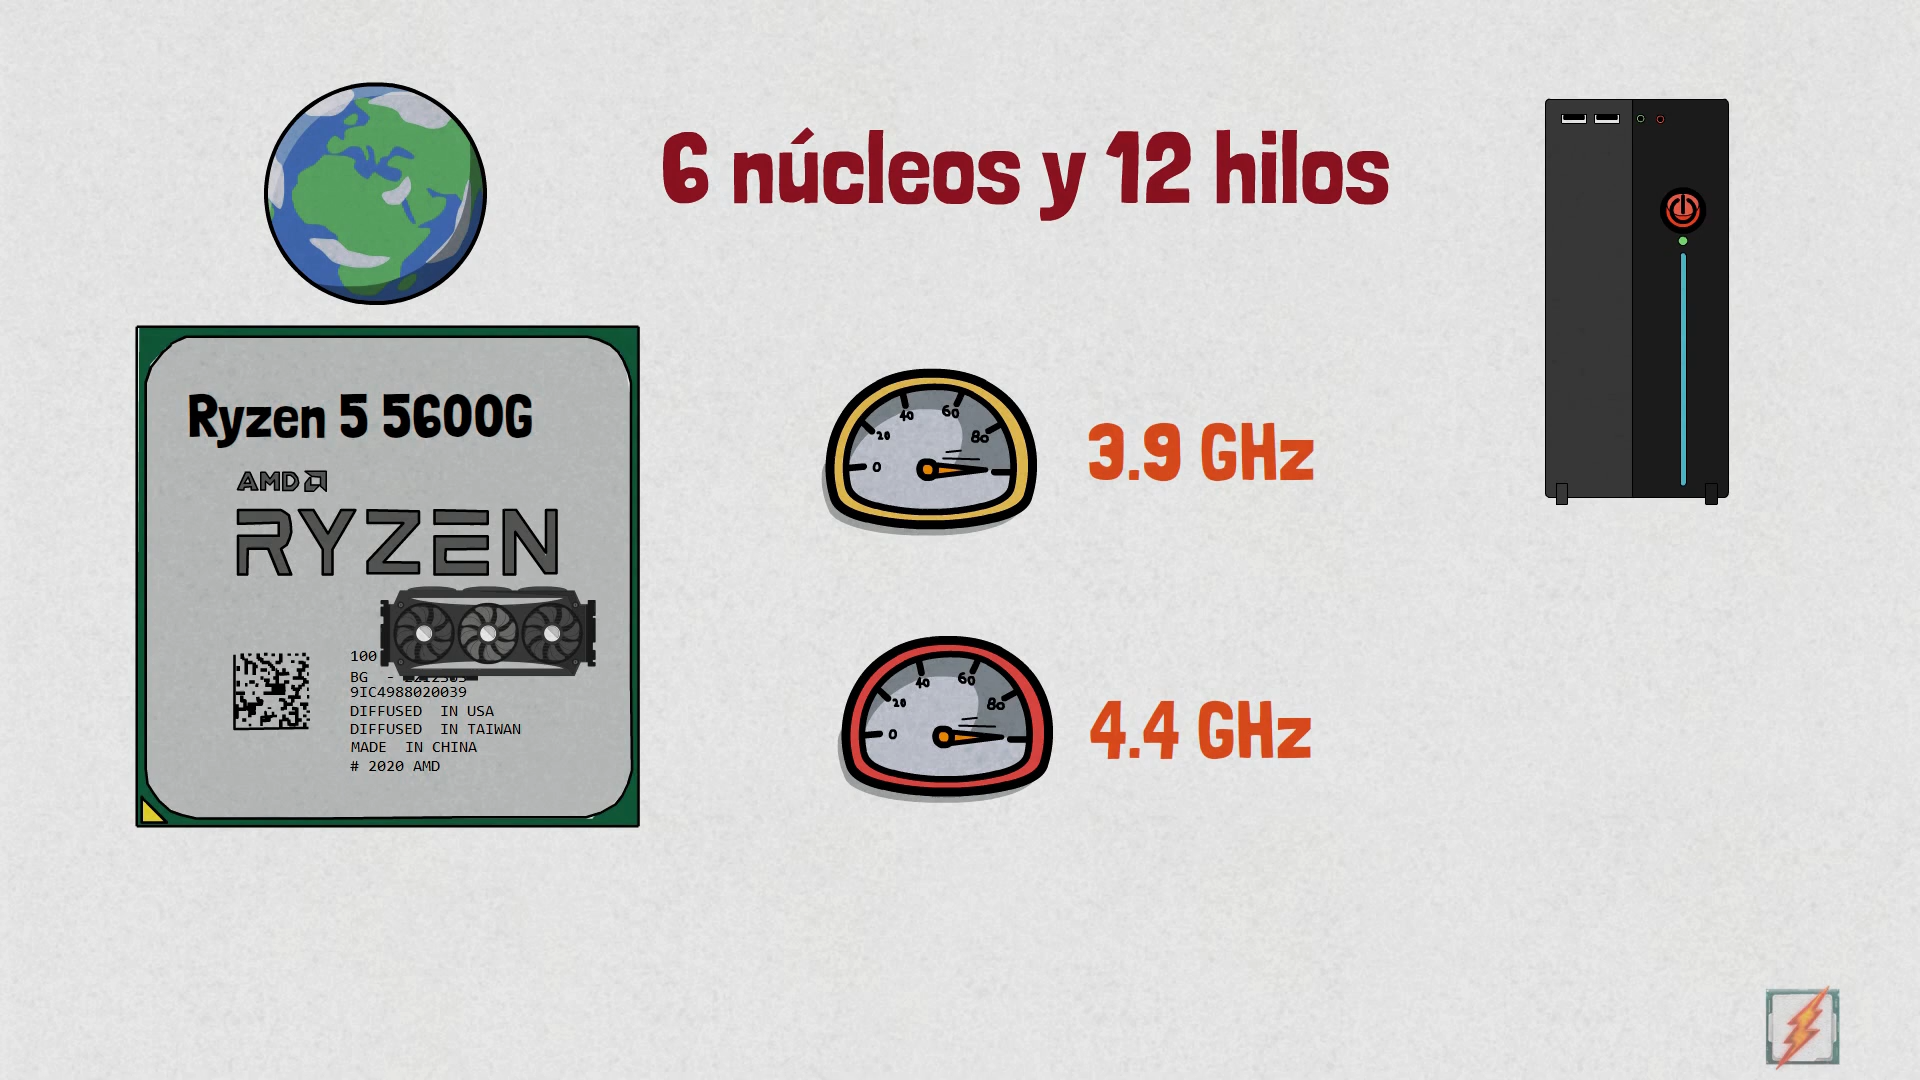 6 núcleos y 12 hilos
Ryzen 5 5600G
AMD
RYZEN
100
BG -
9IC4988020039
DIFFUSED IN USA
DIFFUSED IN TAIWAN
MADE IN CHINA
# 2020 AMD
0 20 40 60 80
3.9 GHz
0 20 40 60 80
4.4 GHz